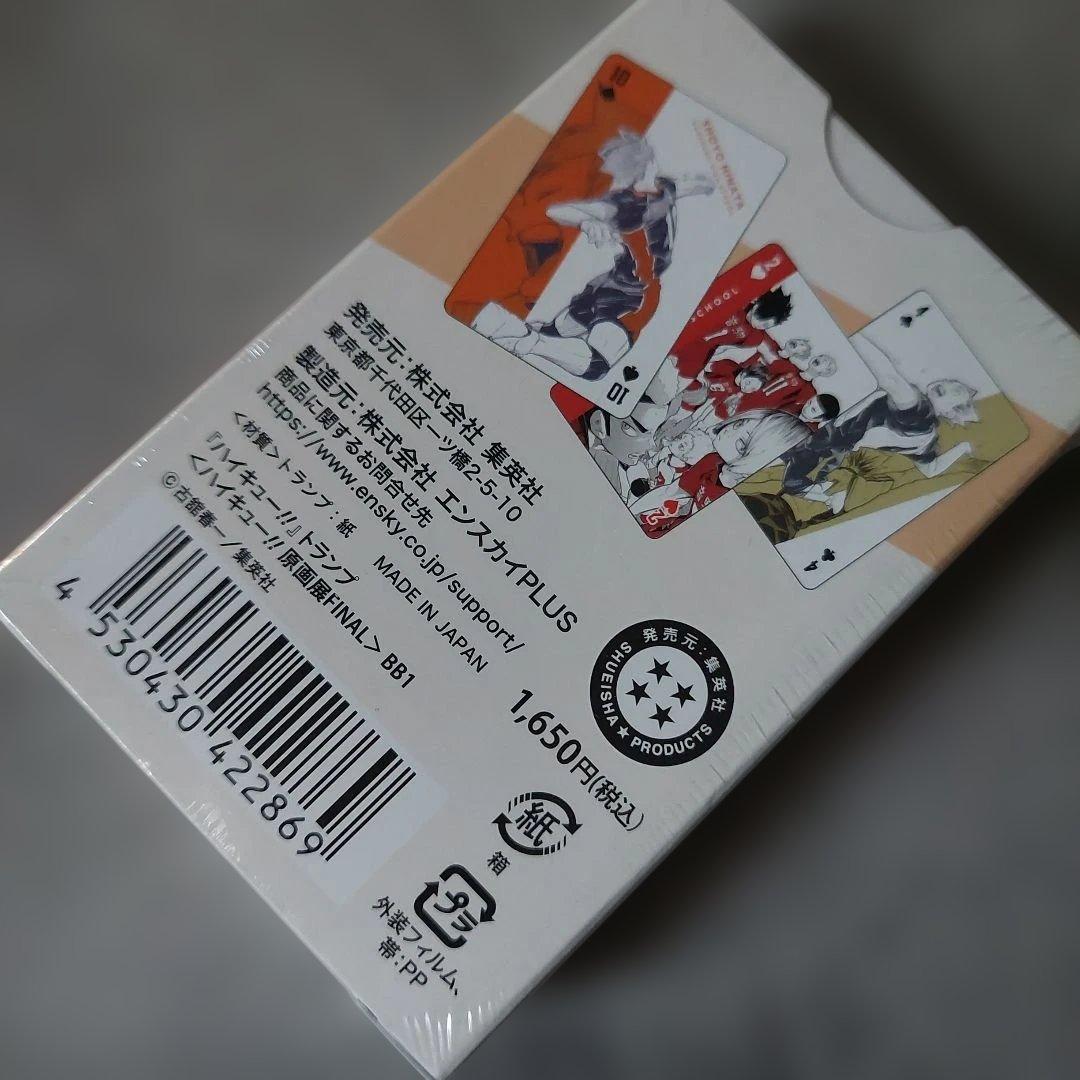 10
SHOYO HINATA
10
2
2
4
4
発売元:株式会社 集英社
東京都千代田区一ツ橋2-5-10
製造元:株式会社 エンスカイPLUS
商品に関するお問合せ先
https://www.ensky.co.jp/support/
<材質>トランプ:紙 MADE IN JAPAN
『ハイキュー!!』トランプ
<ハイキュー!! 原画展FINAL> BB1
©古舘春一/集英社
4 530430 422869
発売元:集英社
SHUEISHA★PRODUCTS
1,650円(税込)
紙
箱
プラ
外装フィルム、
帯:PP